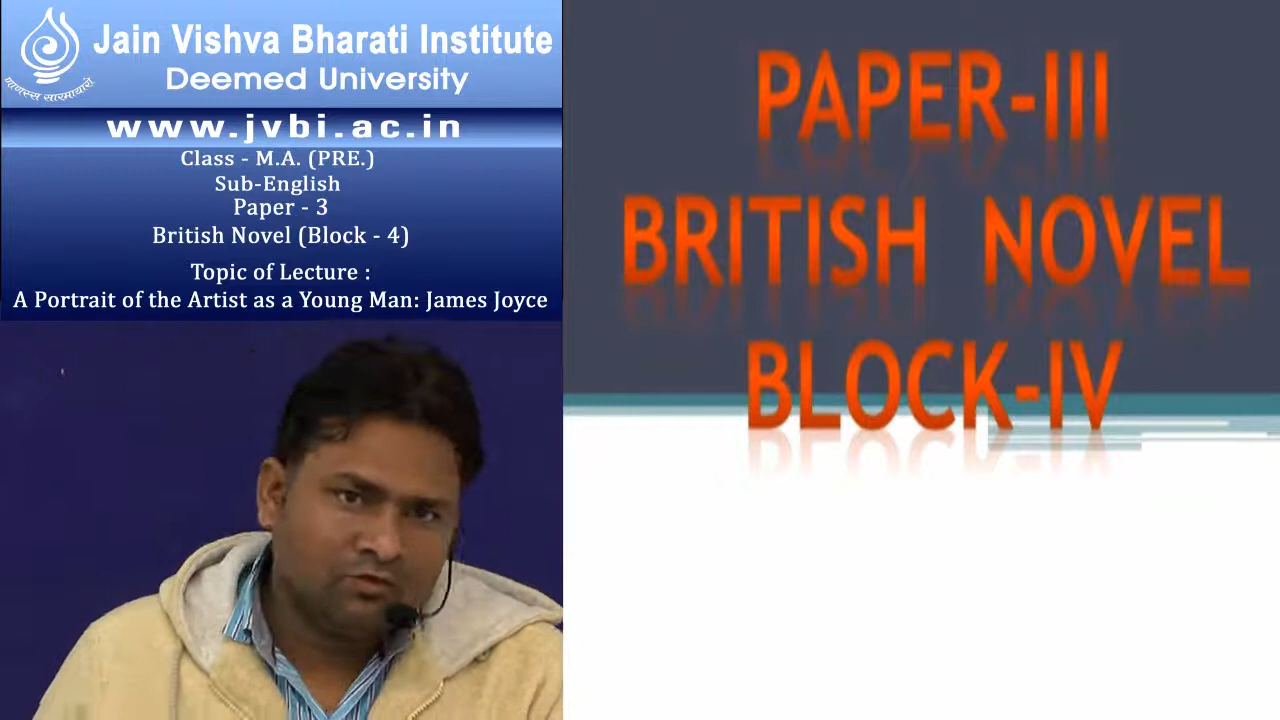 Jain Vishva Bharati Institute
Deemed University
णाणस्स सारमायारो
www.jvbi.ac.in
Class - M.A. (PRE.)
Sub-English
Paper - 3
British Novel (Block - 4)
Topic of Lecture :
A Portrait of the Artist as a Young Man: James Joyce
PAPER-III
BRITISH NOVEL
BLOCK-IV